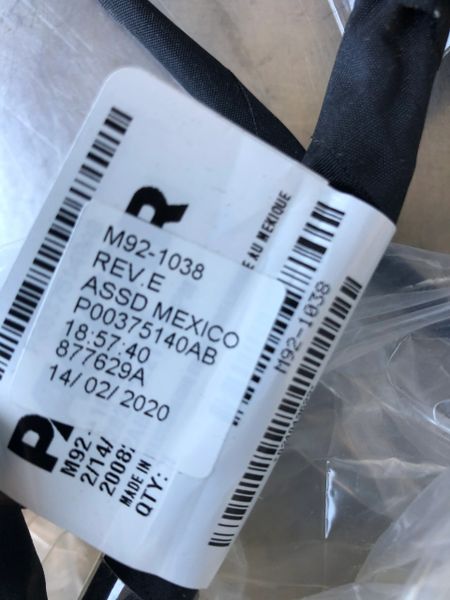 M92-1038
REV.E
ASSD MEXICO
P00375140AB
18:57:40
877629A
14/ 02/ 2020
R
PA
M92-
2/14/
2008
MADE IN
QTY:
E AU MEXIQUE
M92-1038